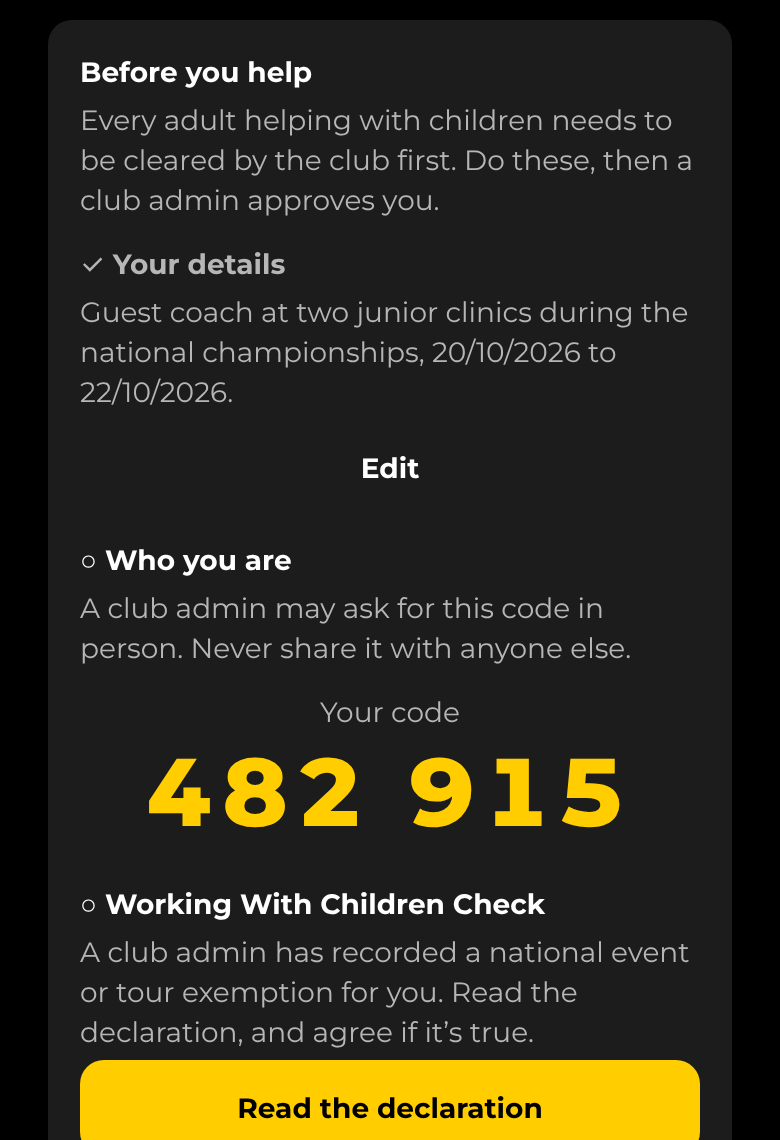 Before you help
Every adult helping with children needs to
be cleared by the club first. Do these, then a
club admin approves you.
✓ Your details
Guest coach at two junior clinics during the
national championships, 20/10/2026 to
22/10/2026.
Edit
○ Who you are
A club admin may ask for this code in
person. Never share it with anyone else.
Your code
482 915
○ Working With Children Check
A club admin has recorded a national event
or tour exemption for you. Read the
declaration, and agree if it’s true.
Read the declaration